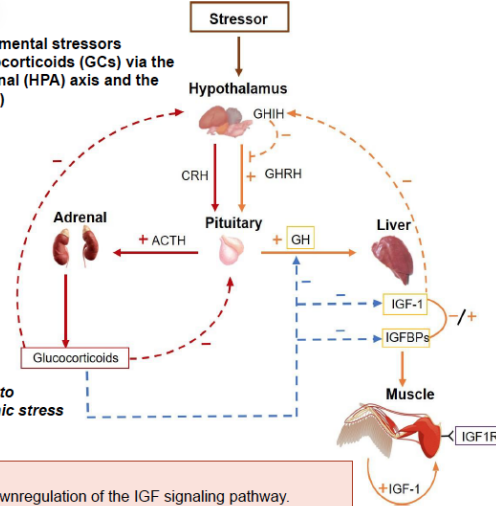 Stressor
mental stressors
corticoids (GCs) via the
nal (HPA) axis and the
)
Hypothalamus
GHIH
−
−
−
CRH
+ GHRH
Adrenal
Pituitary
Liver
+ ACTH
+ GH
−
−
IGF-1
−/+
−
IGFBPs
−
Glucocorticoids
to
nic stress
Muscle
IGF1R
+IGF-1
wnregulation of the IGF signaling pathway.